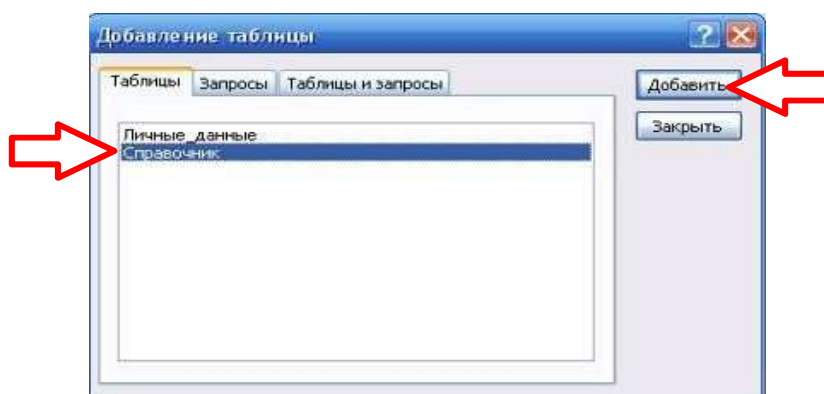 Добавление таблицы
Таблицы Запросы Таблицы и запросы
Добавить
Закрыть
Личные_данные
Справочник